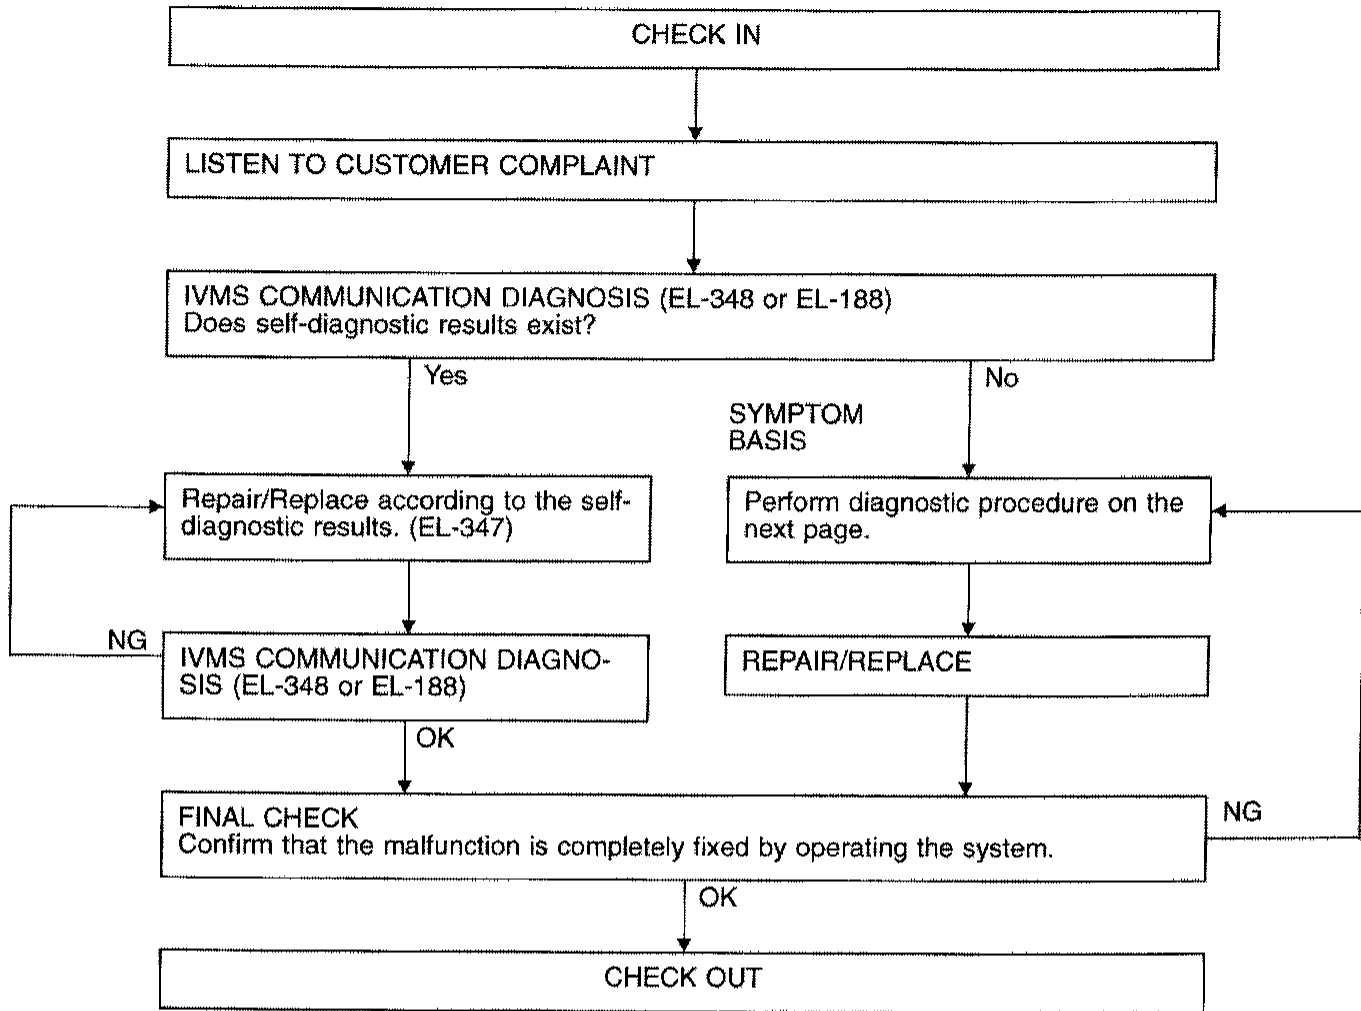 CHECK IN
LISTEN TO CUSTOMER COMPLAINT
IVMS COMMUNICATION DIAGNOSIS (EL-348 or EL-188)
Does self-diagnostic results exist?
Yes
No
SYMPTOM
BASIS
Repair/Replace according to the self-
diagnostic results. (EL-347)
Perform diagnostic procedure on the
next page.
NG
IVMS COMMUNICATION DIAGNO-
SIS (EL-348 or EL-188)
REPAIR/REPLACE
OK
FINAL CHECK
Confirm that the malfunction is completely fixed by operating the system.
NG
OK
CHECK OUT